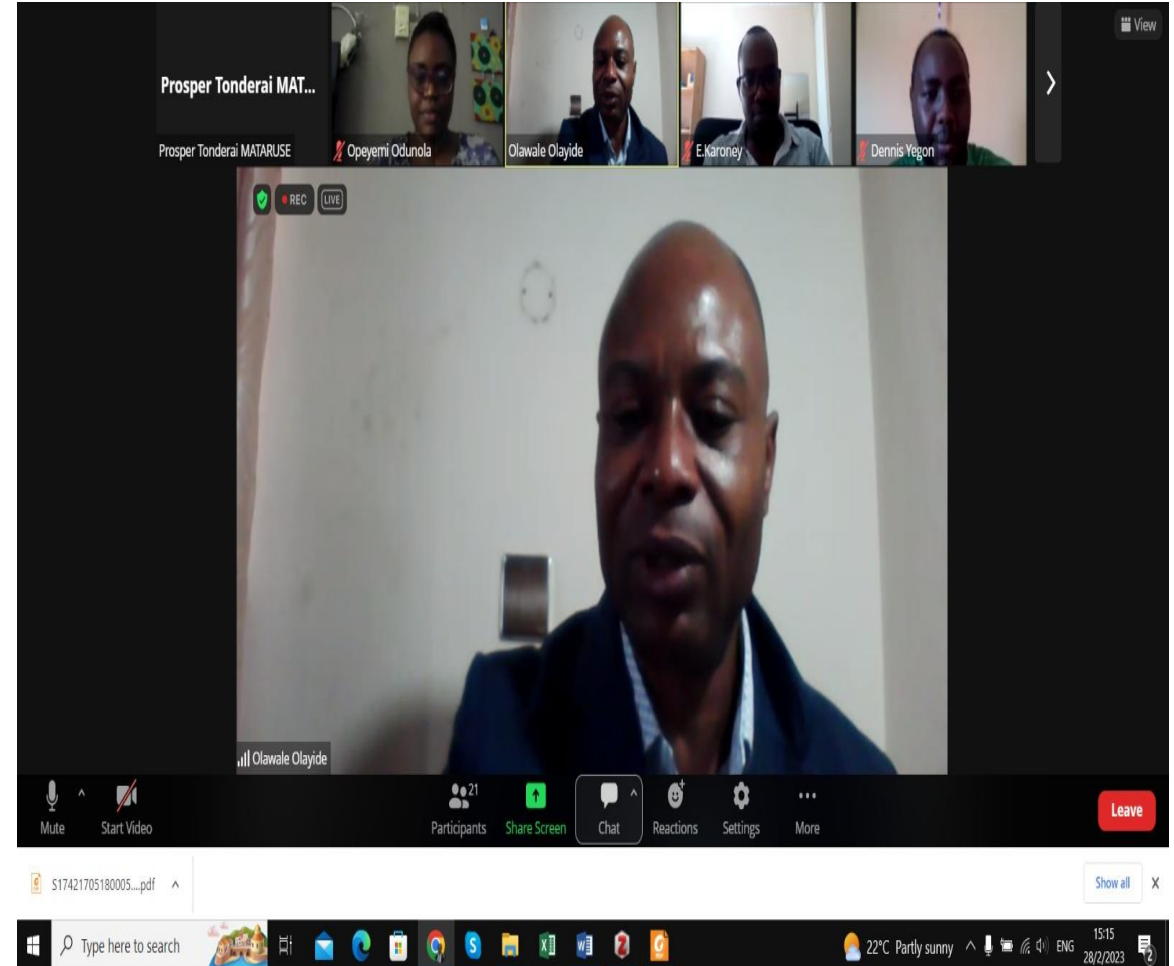 View
Prosper Tonderai MAT...
Prosper Tonderai MATARUSE
Opeyemi Odunola
Olawale Olayide
E.Karoney
Dennis Yegon
REC
LIVE
Olawale Olayide
21
Mute
Start Video
Participants
Share Screen
Chat
Reactions
Settings
More
Leave
S17421705180005....pdf
Show all
X
Type here to search
22°C Partly sunny
ENG
15:15
28/2/2023
2